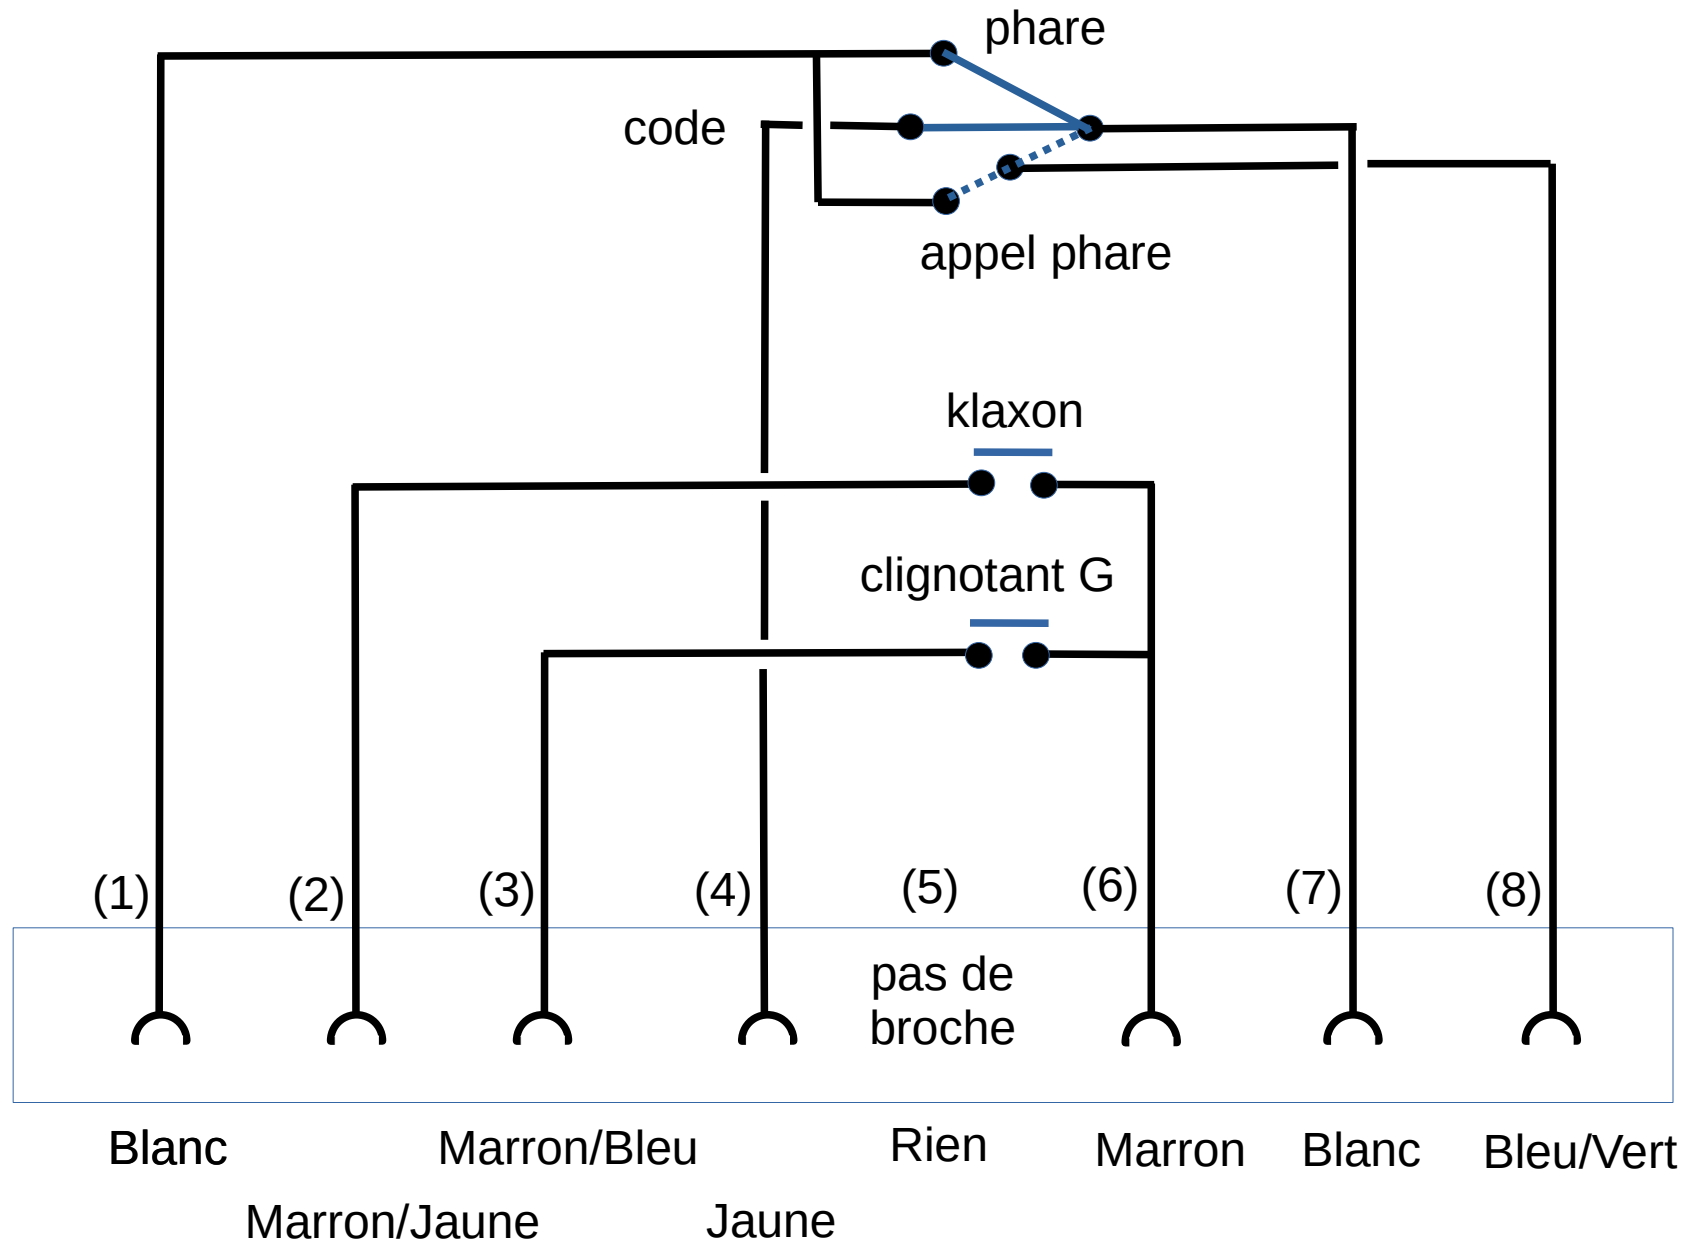 phare
code
appel phare
klaxon
clignotant G
(1)
(2)
(3)
(4)
(5)
(6)
(7)
(8)
pas de
broche
Blanc
Marron/Jaune
Marron/Bleu
Jaune
Rien
Marron
Blanc
Bleu/Vert